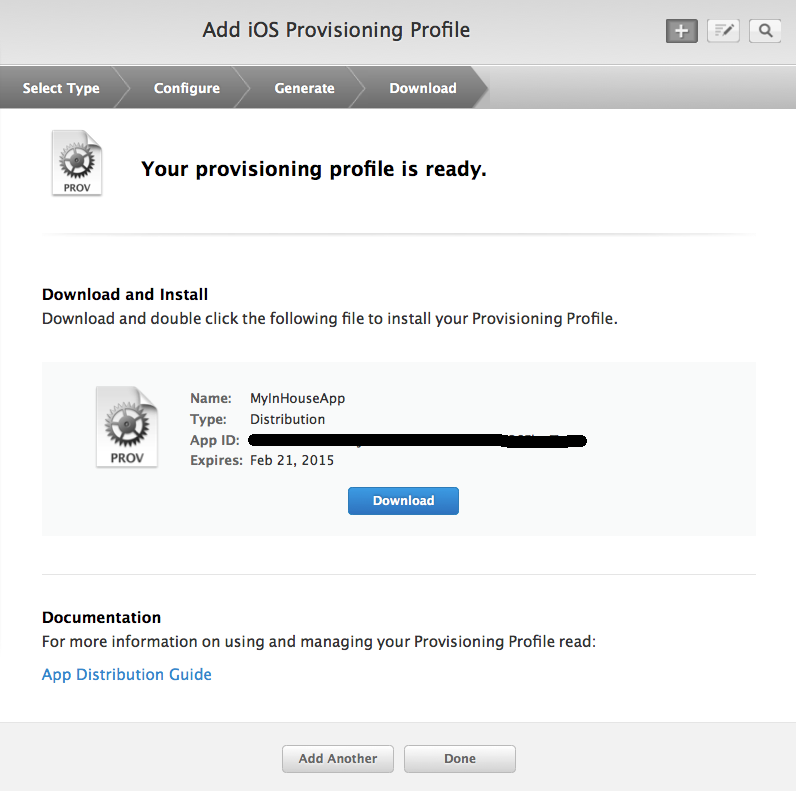 Add iOS Provisioning Profile
Select Type
Configure
Generate
Download
PROV
Your provisioning profile is ready.
Download and Install
Download and double click the following file to install your Provisioning Profile.
PROV
Name: MyInHouseApp
Type: Distribution
App ID:
Expires: Feb 21, 2015
Download
Documentation
For more information on using and managing your Provisioning Profile read:
App Distribution Guide
Add Another
Done